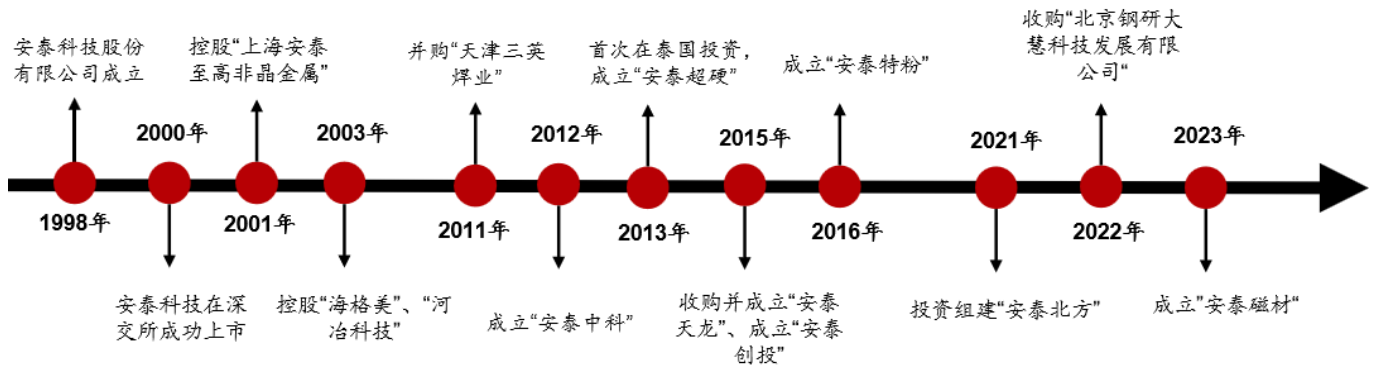 安泰科技股份
有限公司成立
1998年
2000年
安泰科技在深
交所成功上市
控股“上海安泰
至高非晶金属”
2001年
2003年
控股“海格美”、“河
冶科技”
并购“天津三英
焊业”
2011年
2012年
成立“安泰中科”
首次在泰国投资，
成立“安泰超硬”
2013年
2015年
收购并成立“安泰
天龙”、成立“安泰
创投”
成立“安泰特粉”
2016年
2021年
投资组建“安泰北方”
收购“北京钢研大
慧科技发展有限
公司“
2022年
2023年
成立”安泰磁材“